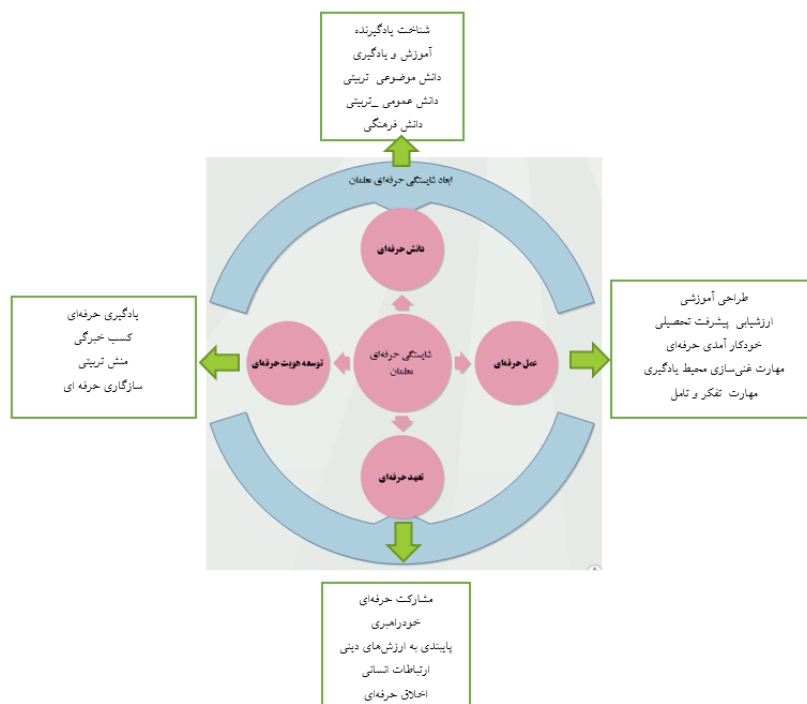 شناخت یادگیرنده
آموزش و یادگیری
دانش موضوعی تربیتی
دانش عمومی _تربیتی
دانش فرهنگی
ابعاد شایستگی حرفه‌ای معلمان
دانش حرفه‌ای
طراحی آموزشی
ارزشیابی پیشرفت تحصیلی
خودکار آمدی حرفه‌ای
مهارت غنی‌سازی محیط یادگیری
مهارت تفکر و تامل
عمل حرفه‌ای
شایستگی حرفه‌ای
معلمان
توسعه هویت حرفه‌ای
یادگیری حرفه‌ای
کسب خبرگی
منش تربیتی
سازگاری حرفه ای
تعهد حرفه‌ای
مشارکت حرفه‌ای
خودراهبری
پایبندی به ارزش‌های دینی
ارتباطات انسانی
اخلاق حرفه‌ای